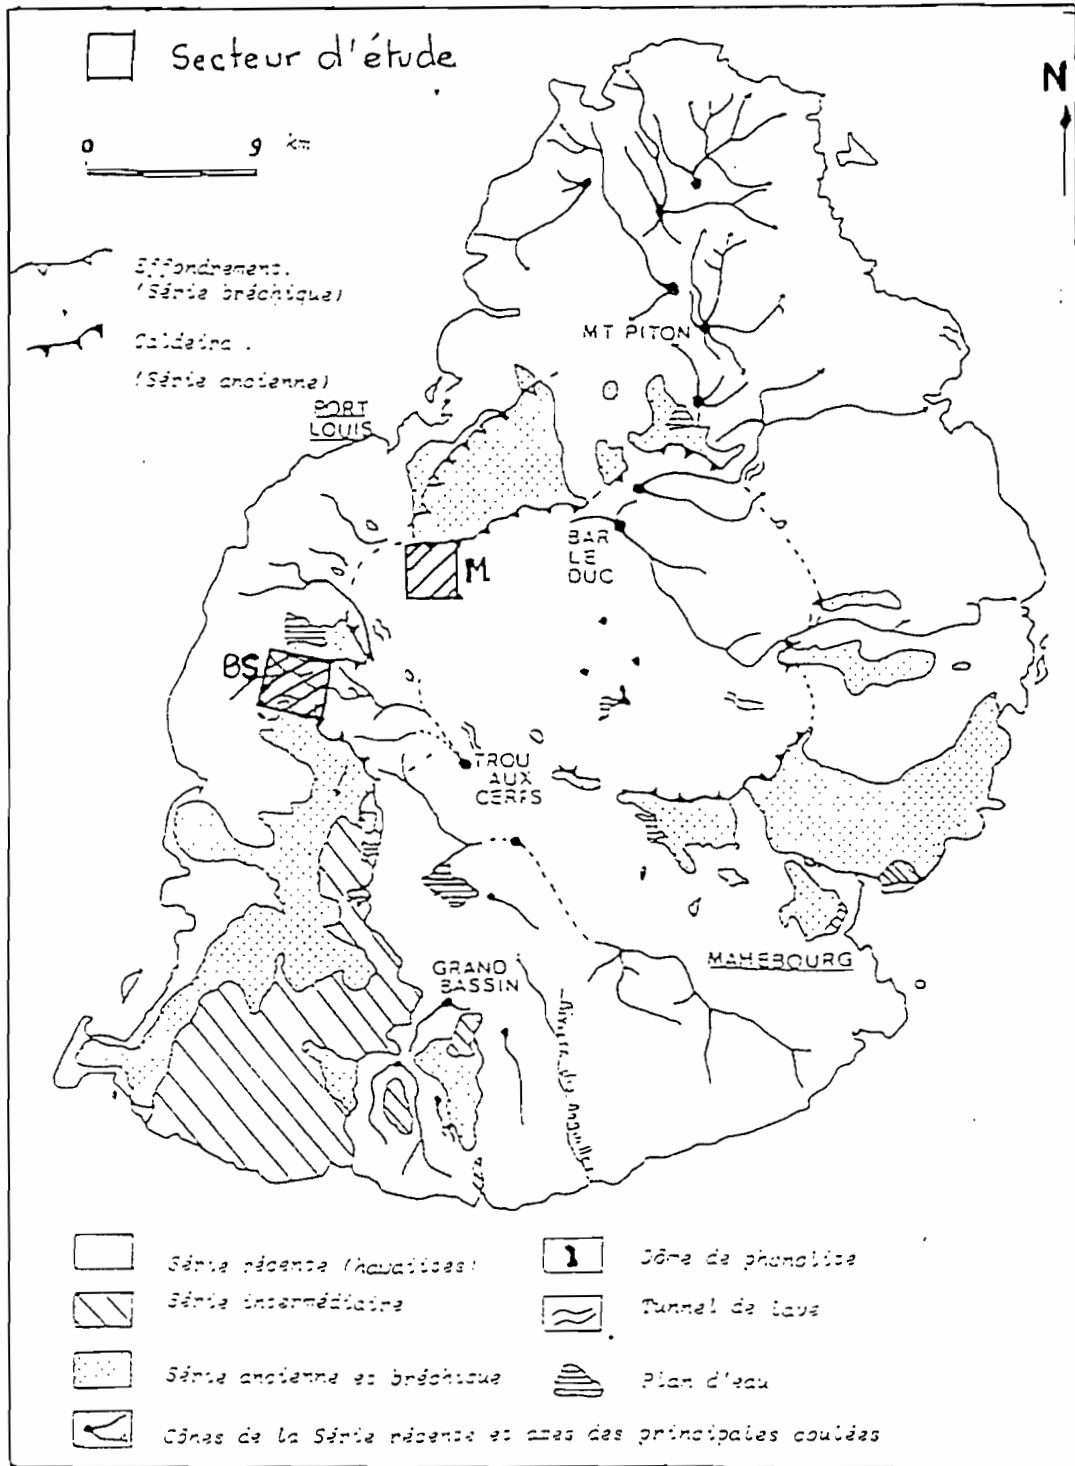 Secteur d'étude
N
0 9 km
Effondrement.
(Série bréchique)
Caldeira.
(Série ancienne)
MT PITON
PORT
LOUIS
BAR
LE
DUC
M
BS
TROU
AUX
CERFS
GRAND
BASSIN
MAHEBOURG
Série récente (hawaiites)
Série intermédiaire
Série ancienne et bréchique
Cônes de la Série récente et axes des principales coulées
Dôme de phonolite
Tunnel de lave
Plan d'eau